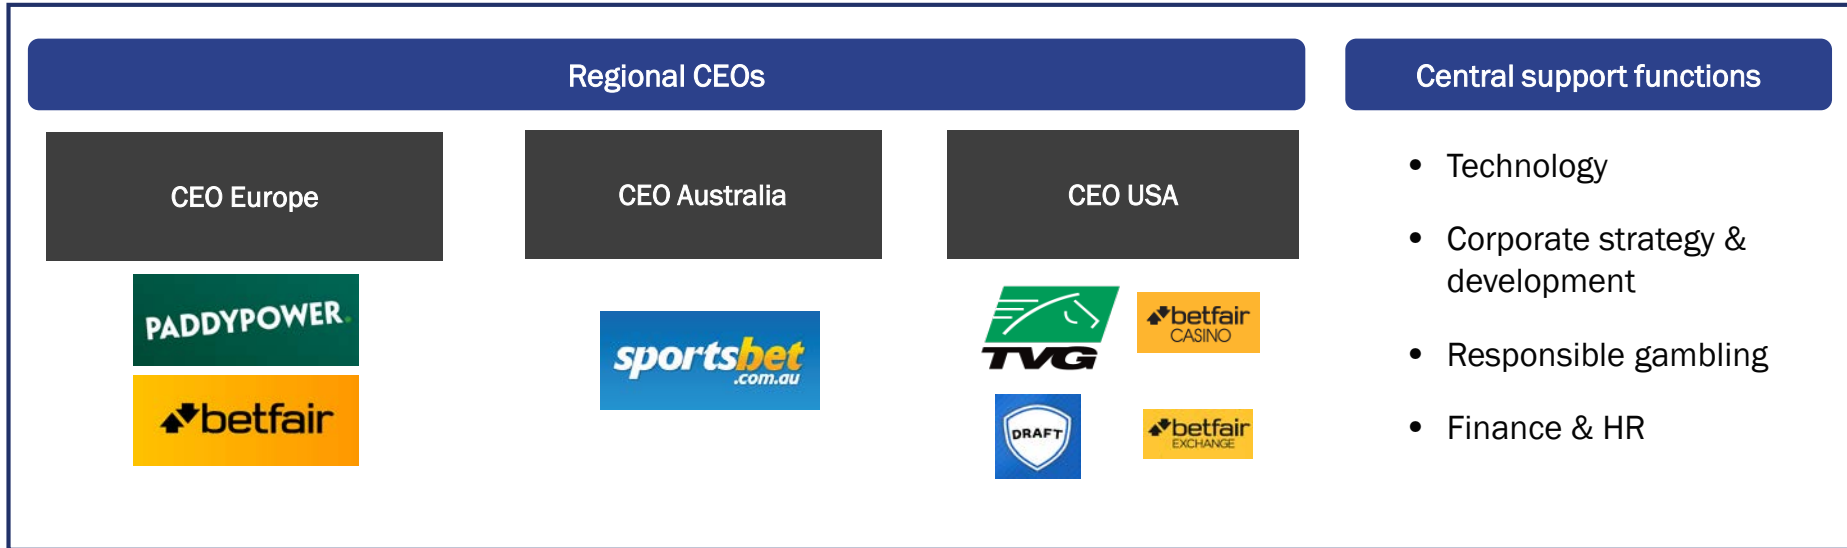 Regional CEOs
Central support functions
CEO Europe
CEO Australia
CEO USA
PADDYPOWER.
betfair
sportsbet
.com.au
TVG
betfair
CASINO
DRAFT
betfair
EXCHANGE
• Technology
• Corporate strategy &
development
• Responsible gambling
• Finance & HR